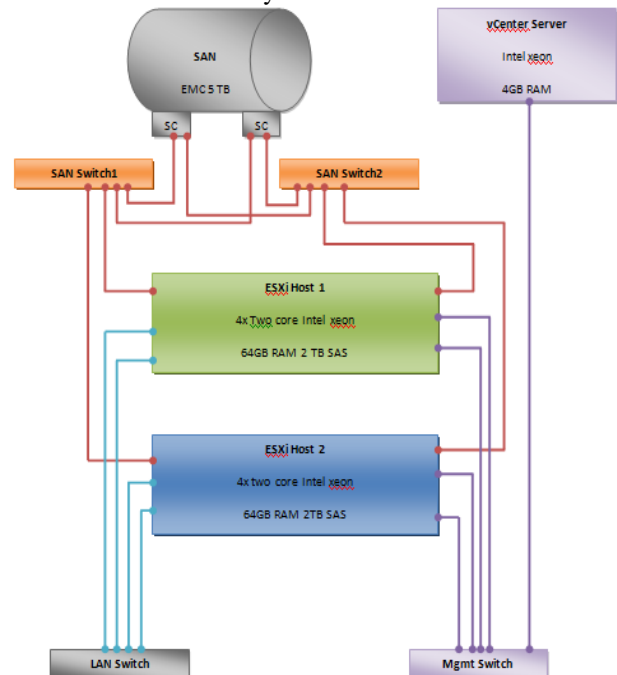 SAN
EMC 5 TB
SC
SC
vCenter Server
Intel xeon
4GB RAM
SAN Switch1
SAN Switch2
ESXi Host 1
4x Two core Intel xeon
64GB RAM 2 TB SAS
ESXi Host 2
4x two core Intel xeon
64GB RAM 2TB SAS
LAN Switch
Mgmt Switch